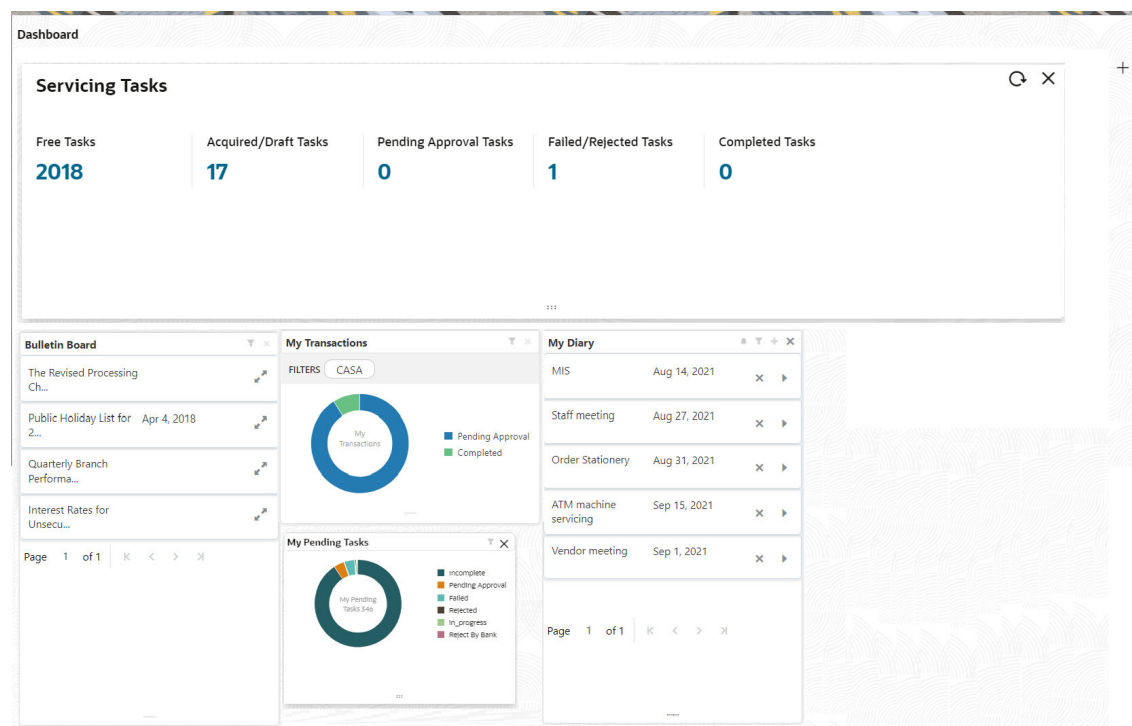 Dashboard
Servicing Tasks
Free Tasks
2018
Acquired/Draft Tasks
17
Pending Approval Tasks
0
Failed/Rejected Tasks
1
Completed Tasks
0
Bulletin Board
The Revised Processing
Ch...
Public Holiday List for Apr 4, 2018
2...
Quarterly Branch
Performa...
Interest Rates for
Unsecu...
Page 1 of 1
My Transactions
FILTERS CASA
My
Transactions
Pending Approval
Completed
My Pending Tasks
My Pending
Tasks 346
Incomplete
Pending Approval
Failed
Rejected
In_progress
Reject By Bank
My Diary
MIS Aug 14, 2021
Staff meeting Aug 27, 2021
Order Stationery Aug 31, 2021
ATM machine Sep 15, 2021
servicing
Vendor meeting Sep 1, 2021
Page 1 of 1